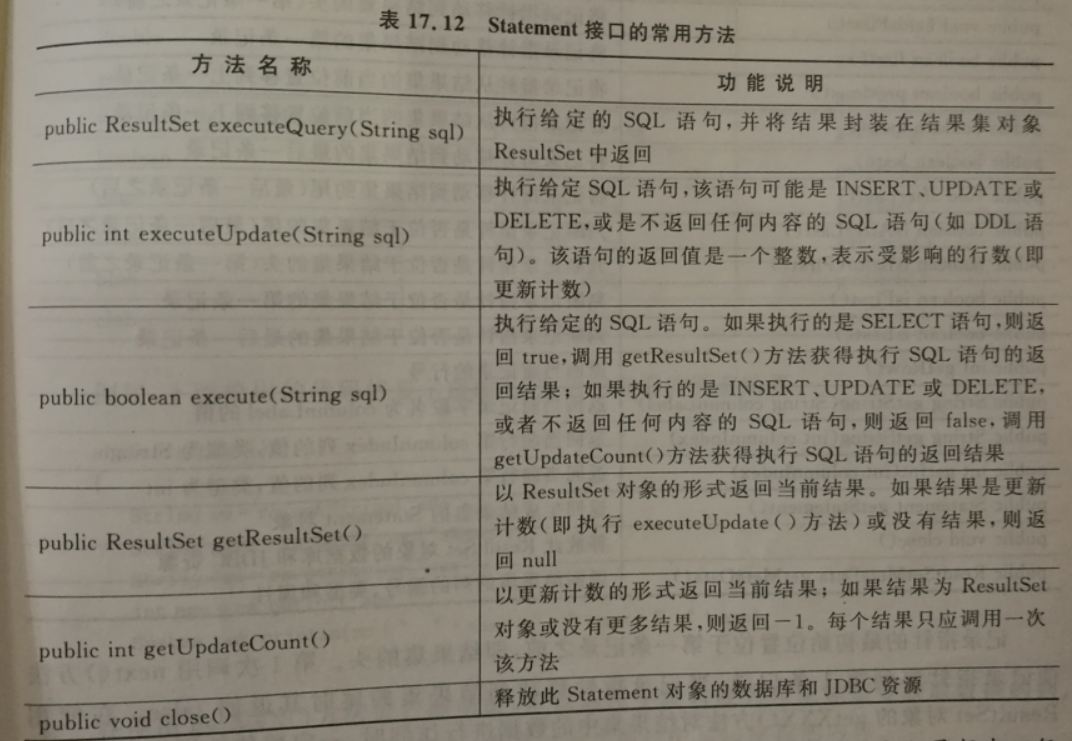 表 17.12 Statement 接口的常用方法
方法名称
功能说明
public ResultSet executeQuery(String sql)
执行给定的 SQL 语句,并将结果封装在结果集对象
ResultSet 中返回
public int executeUpdate(String sql)
执行给定 SQL 语句,该语句可能是 INSERT、UPDATE 或
DELETE,或是不返回任何内容的 SQL 语句(如 DDL 语
句)。该语句的返回值是一个整数,表示受影响的行数(即
更新计数)
public boolean execute(String sql)
执行给定的 SQL 语句。如果执行的是 SELECT 语句,则返
回 true,调用 getResultSet()方法获得执行 SQL 语句的返
回结果；如果执行的是 INSERT、UPDATE 或 DELETE,
或者不返回任何内容的 SQL 语句,则返回 false,调用
getUpdateCount()方法获得执行 SQL 语句的返回结果
public ResultSet getResultSet()
以 ResultSet 对象的形式返回当前结果。如果结果是更新
计数(即执行 executeUpdate()方法)或没有结果,则返
回 null
public int getUpdateCount()
以更新计数的形式返回当前结果；如果结果为 ResultSet
对象或没有更多结果,则返回-1。每个结果只应调用一次
该方法
public void close()
释放此 Statement 对象的数据库和 JDBC 资源